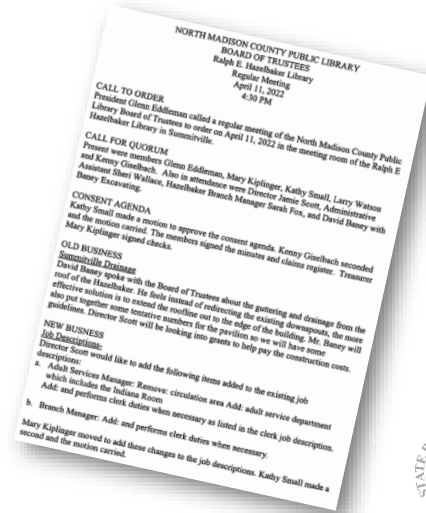 NORTH MADISON COUNTY PUBLIC LIBRARY
BOARD OF TRUSTEES
Ralph E. Hazelbaker Library
Regular Meeting
April 11, 2022
4:30 PM
CALL TO ORDER
President Glenn Eddleman called a regular meeting of the North Madison County Public
Library Board of Trustees to order on April 11, 2022 in the meeting room of the Ralph E
Hazelbaker Library in Summitville.
CALL FOR QUORUM
Present were members Glenn Eddleman, Mary Kiplinger, Kathy Small, Larry Watson
and Kenny Giselbach. Also in attendance were Director Jamie Scott, Administrative
Assistant Sheri Wallace, Hazelbaker Branch Manager Sarah Fox, and David Baney with
Baney Excavating.
CONSENT AGENDA
Kathy Small made a motion to approve the consent agenda. Kenny Giselbach seconded
and the motion carried. The members signed the minutes and claims register. Treasurer
Mary Kiplinger signed checks.
OLD BUSINESS
Summitville Drainage
David Baney spoke with the Board of Trustees about the guttering and drainage from the
roof of the Hazelbaker. He feels instead of redirecting the existing downspouts, the more
effective solution is to extend the roofline out to the edge of the building. Mr. Baney will
also put together some tentative numbers for the pavilion so we will have some
guidelines. Director Scott will be looking into grants to help pay the construction costs.
NEW BUSNESS
Job Descriptions-
Director Scott would like to add the following items added to the existing job
descriptions:
a. Adult Services Manager: Remove: circulation area Add: adult service department
which includes the Indiana Room
Add: and performs clerk duties when necessary as listed in the clerk job description.
b. Branch Manager: Add: and performs clerk duties when necessary.
Mary Kiplinger moved to add these changes to the job descriptions. Kathy Small made a
second and the motion carried.